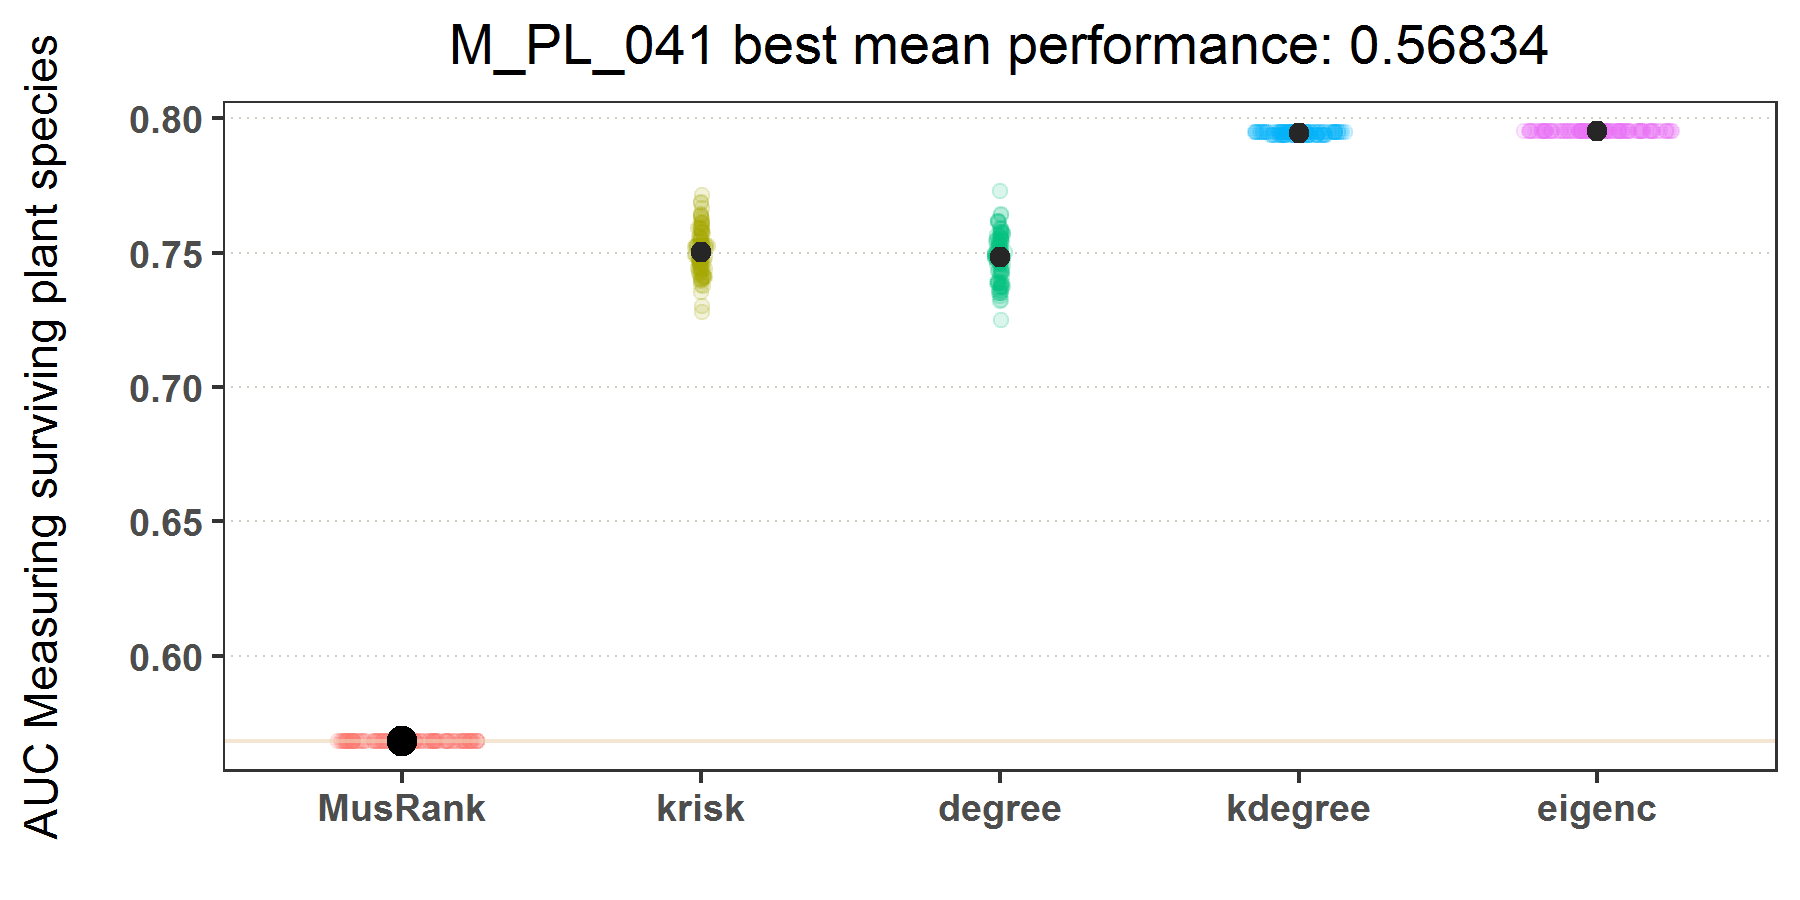 M_PL_041 best mean performance: 0.56834
AUC Measuring surviving plant species
0.80
0.75
0.70
0.65
0.60
MusRank krisk degree kdegree eigenc